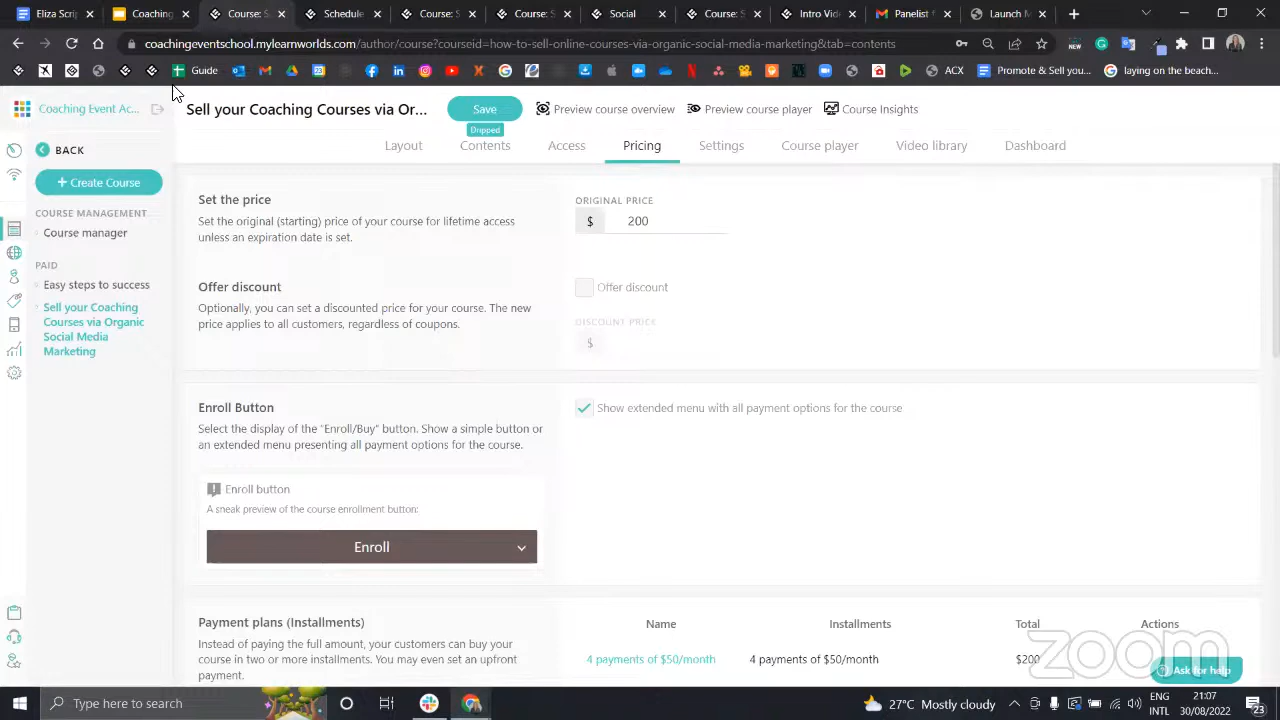 Eliza Scrip
Coaching
Course: S
Schedule
Course: S
Course: S
Social
Course: S
Intro Vid
Panelist f
Launch M
coachingeventschool.mylearnworlds.com/author/course?courseid=how-to-sell-online-courses-via-organic-social-media-marketing&tab=contents
NEW
Guide
ACX
Promote & Sell you...
laying on the beach...
Coaching Event Ac...
Sell your Coaching Courses via Or...
Save
Preview course overview
Preview course player
Course Insights
Dripped
Layout
Contents
Access
Pricing
Settings
Course player
Video library
Dashboard
BACK
+ Create Course
COURSE MANAGEMENT
Course manager
PAID
Easy steps to success
Sell your Coaching
Courses via Organic
Social Media
Marketing
Set the price
Set the original (starting) price of your course for lifetime access
unless an expiration date is set.
ORIGINAL PRICE
$ 200
Offer discount
Optionally, you can set a discounted price for your course. The new
price applies to all customers, regardless of coupons.
Offer discount
DISCOUNT PRICE
$
Enroll Button
Select the display of the "Enroll/Buy" button. Show a simple button or
an extended menu presenting all payment options for the course.
Show extended menu with all payment options for the course
Enroll button
A sneak preview of the course enrollment button:
Enroll
Payment plans (Installments)
Instead of paying the full amount, your customers can buy your
course in two or more installments. You may even set an upfront
payment.
Name
Installments
Total
Actions
4 payments of $50/month
4 payments of $50/month
$200
zoom
Ask for help
Type here to search
27°C Mostly cloudy
ENG
INTL
21:07
30/08/2022
23